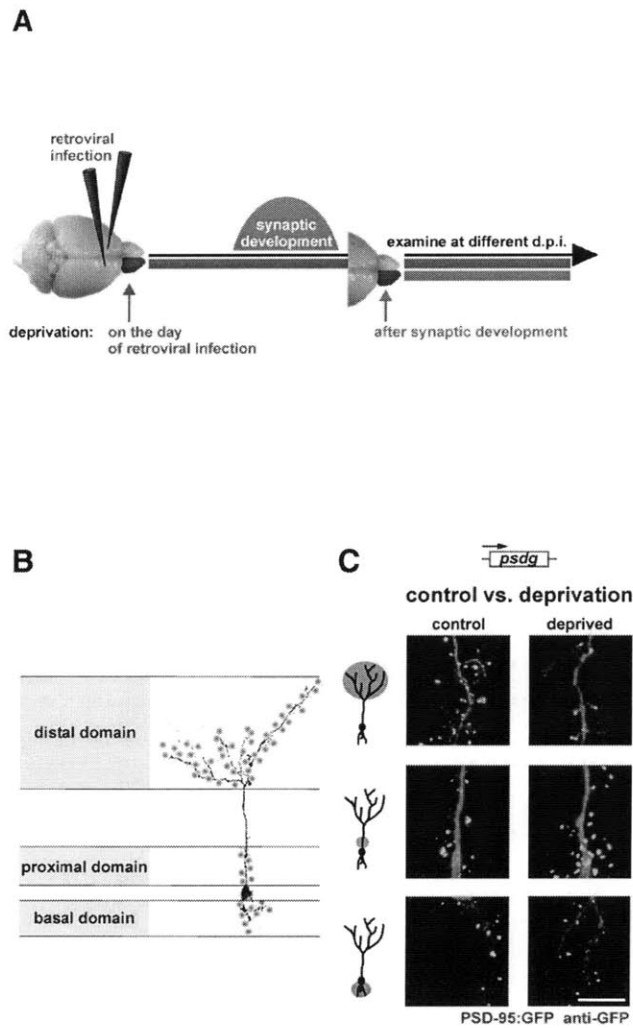 A
retroviral
infection
synaptic
development
examine at different d.p.i.
deprivation: on the day
of retroviral infection
after synaptic development
B
distal domain
proximal domain
basal domain
C
psdg
control vs. deprivation
control deprived
PSD-95:GFP anti-GFP